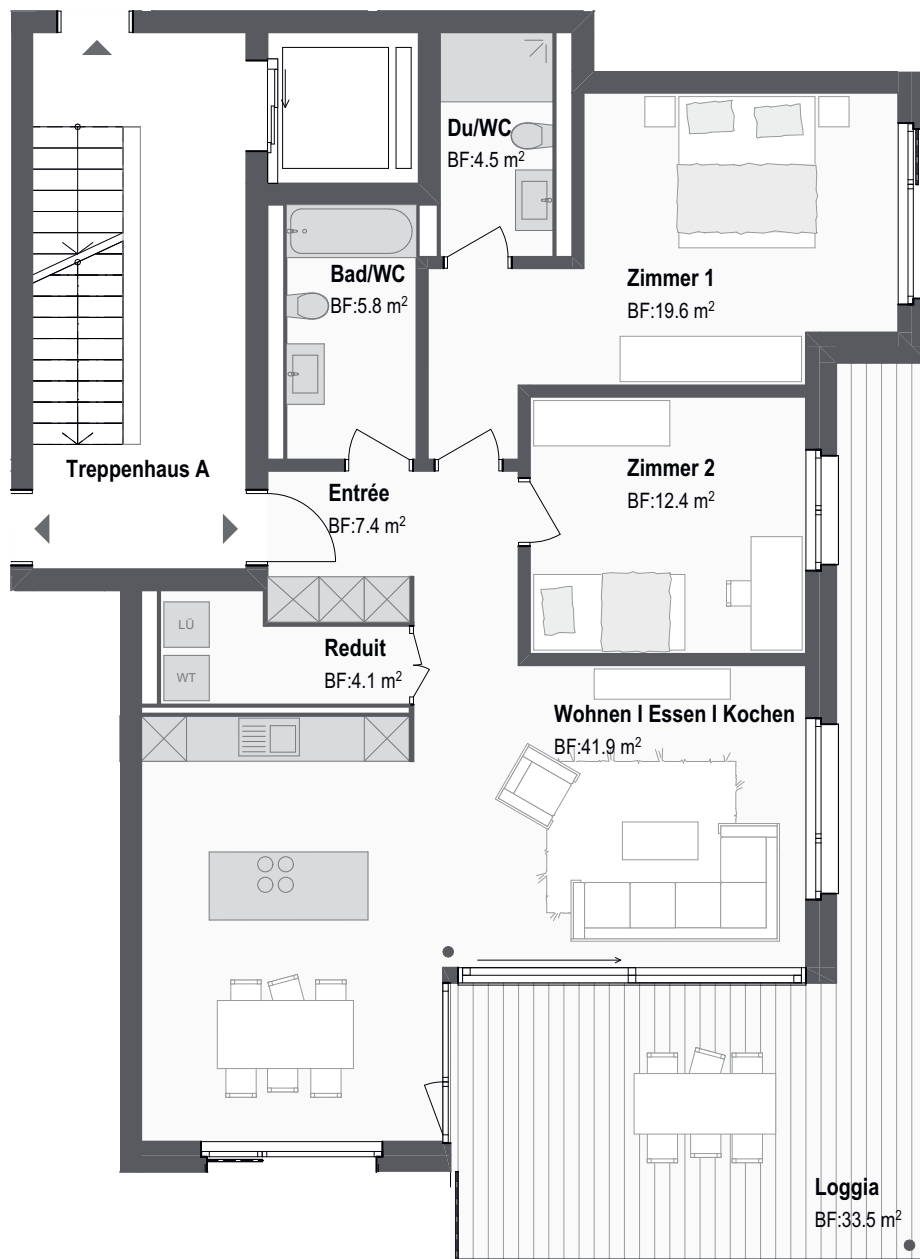 Du/WC
BF:4.5 m²
Bad/WC
BF:5.8 m²
Zimmer 1
BF:19.6 m²
Treppenhaus A
Entrée
BF:7.4 m²
Zimmer 2
BF:12.4 m²
LÜ
WT
Reduit
BF:4.1 m²
Wohnen I Essen I Kochen
BF:41.9 m²
Loggia
BF:33.5 m²